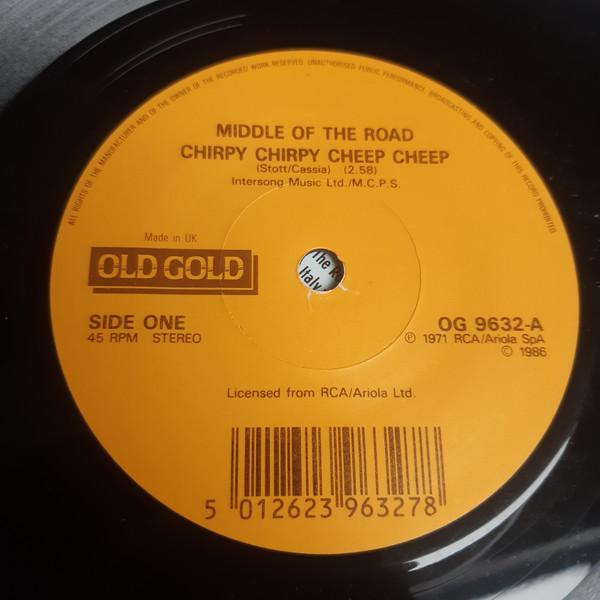 ALL RIGHTS OF THE MANUFACTURER AND OF THE OWNER OF THE RECORDED WORK RESERVED. UNAUTHORISED PUBLIC PERFORMANCE, BROADCASTING AND COPYING OF THIS RECORD PROHIBITED
MIDDLE OF THE ROAD
CHIRPY CHIRPY CHEEP CHEEP
(Stott/Cassia) (2.58)
Intersong Music Ltd./M.C.P.S.
Made in UK
OLD GOLD
The R
Italy
SIDE ONE
45 RPM STEREO
OG 9632-A
℗ 1971 RCA/Ariola SpA
© 1986
Licensed from RCA/Ariola Ltd.
5 012623 963278